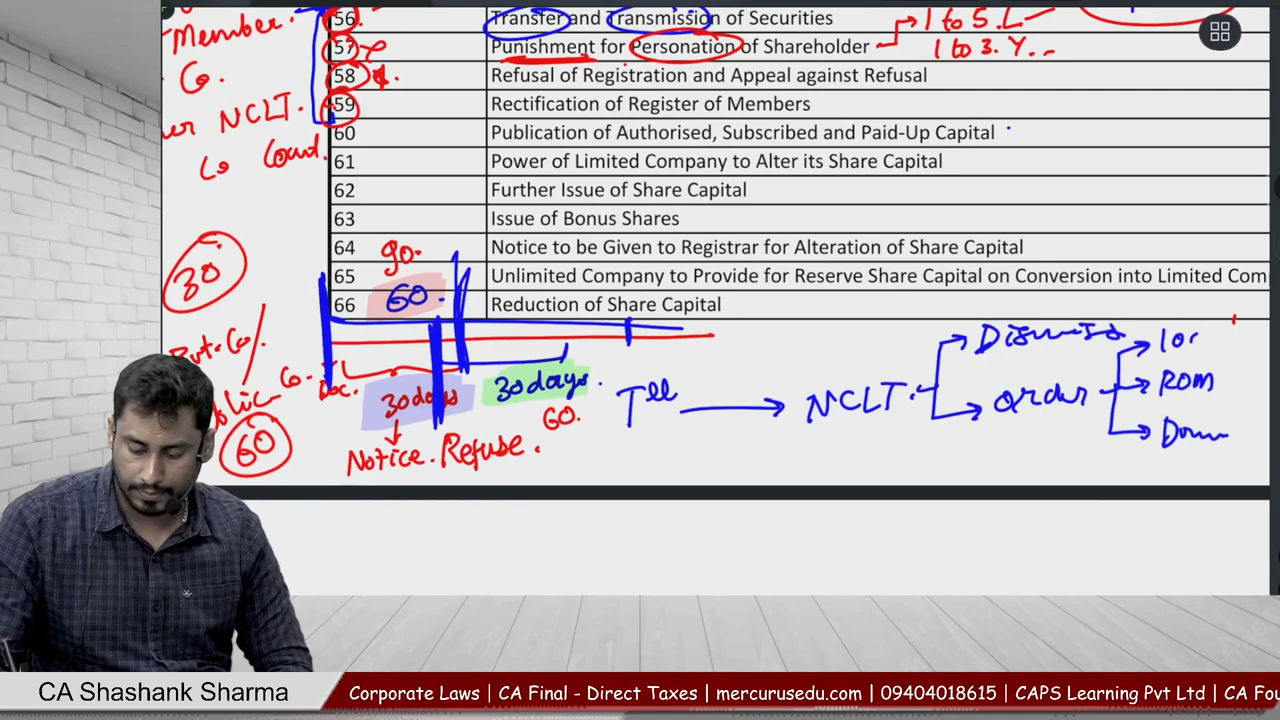 56 Transfer and Transmission of Securities 1 to 5. L
Member.
57 Punishment for Personation of Shareholder 1 to 3. Y.
Co.
58 Refusal of Registration and Appeal against Refusal
59 Rectification of Register of Members
NCLT.
60 Publication of Authorised, Subscribed and Paid-Up Capital
61 Power of Limited Company to Alter its Share Capital
62 Further Issue of Share Capital
63 Issue of Bonus Shares
64 Notice to be Given to Registrar for Alteration of Share Capital
90.
30
65 Unlimited Company to Provide for Reserve Share Capital on Conversion into Limited Com
60.
66 Reduction of Share Capital
Pvt. Co/
Dismiss
10r
Co.
Doc.
30 days
30 days.
NCLT.
Order
ROM
60.
60
Notice. Refuse.
CA Shashank Sharma
Corporate Laws | CA Final - Direct Taxes | mercurusedu.com | 09404018615 | CAPS Learning Pvt Ltd | CA Fou